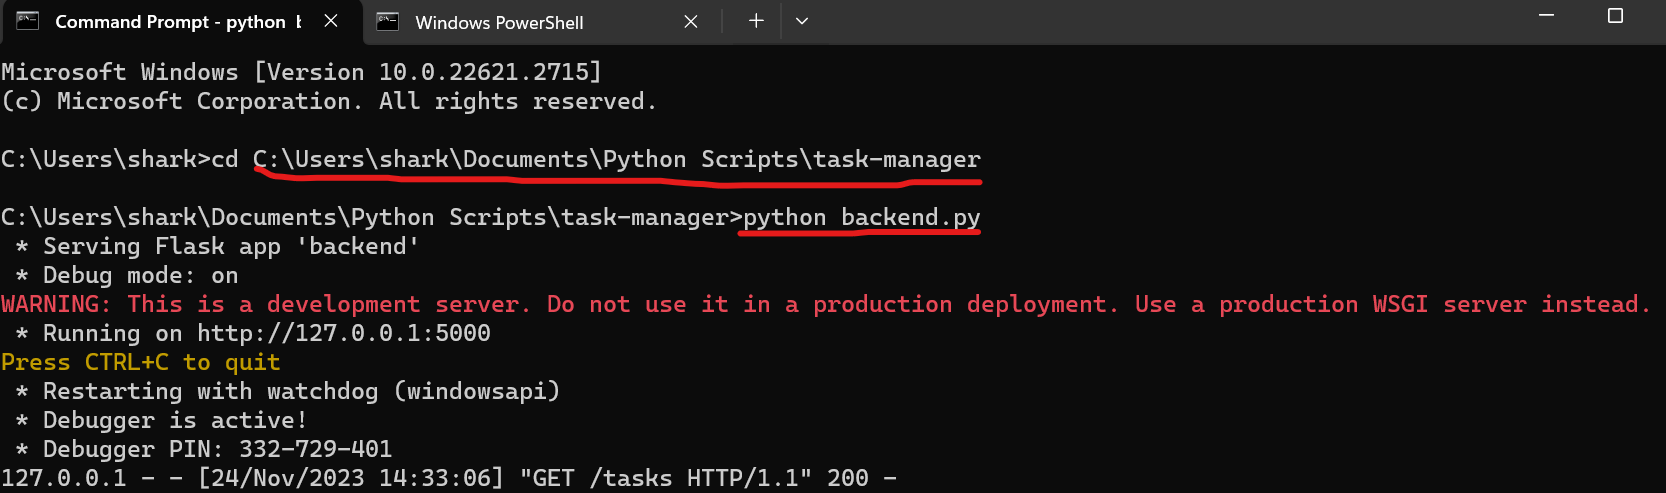 Command Prompt - python b
Windows PowerShell
Microsoft Windows [Version 10.0.22621.2715]
(c) Microsoft Corporation. All rights reserved.
C:\Users\shark>cd C:\Users\shark\Documents\Python Scripts\task-manager
C:\Users\shark\Documents\Python Scripts\task-manager>python backend.py
* Serving Flask app 'backend'
* Debug mode: on
WARNING: This is a development server. Do not use it in a production deployment. Use a production WSGI server instead.
* Running on http://127.0.0.1:5000
Press CTRL+C to quit
* Restarting with watchdog (windowsapi)
* Debugger is active!
* Debugger PIN: 332-729-401
127.0.0.1 - - [24/Nov/2023 14:33:06] "GET /tasks HTTP/1.1" 200 -